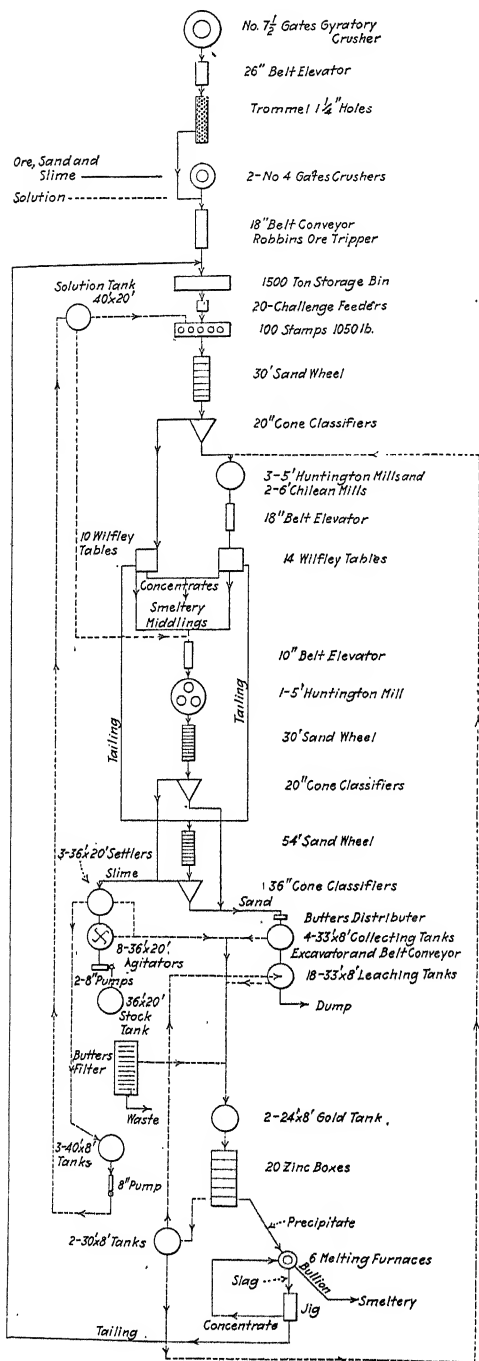 No. 7½ Gates Gyratory
Crusher
26" Belt Elevator
Trommel 1¼" Holes
Ore, Sand and
Slime
Solution
2-No 4 Gates Crushers
18" Belt Conveyor
Robbins Ore Tripper
Solution Tank
40'x20'
1500 Ton Storage Bin
20-Challenge Feeders
100 Stamps 1050 lb.
30' Sand Wheel
20" Cone Classifiers
3-5' Huntington Mills and
2-6' Chilean Mills
18" Belt Elevator
10 Wilfley
Tables
14 Wilfley Tables
Concentrates
Smeltery
Middlings
10" Belt Elevator
1-5' Huntington Mill
Tailing
Tailing
30' Sand Wheel
20" Cone Classifiers
54' Sand Wheel
3-36'x20' Settlers
Slime
136" Cone Classifiers
Sand
Butters Distributer
4-33'x8' Collecting Tanks
8-36'x20'
Agitators
Excavator and Belt Conveyor
18-33'x8' Leaching Tanks
2-8" Pumps
36'x20'
Stock
Tank
Dump
Butters
Filter
Waste
2-24'x8' Gold Tank
3-40'x8'
Tanks
8" Pump
20 Zinc Boxes
Precipitate
2-30'x8' Tanks
6 Melting Furnaces
Bullion
Slag
Smeltery
Jig
Concentrate
Tailing